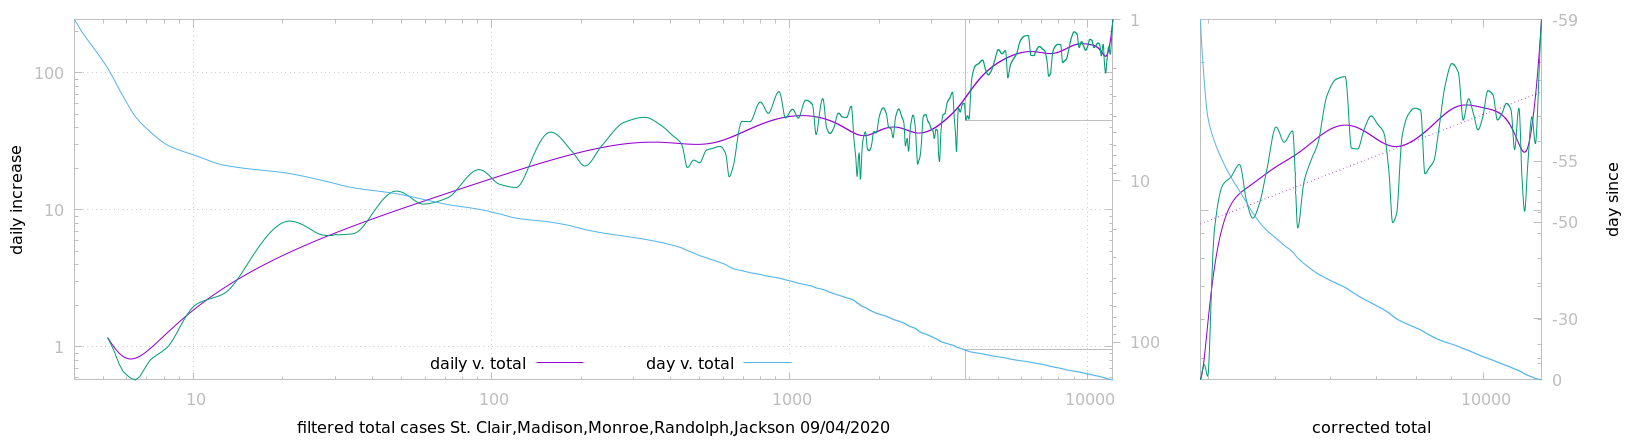 daily increase
100
10
1
10
100
1000
10000
1
10
100
daily v. total
day v. total
filtered total cases St. Clair,Madison,Monroe,Randolph,Jackson 09/04/2020
-59
-55
-50
-30
0
day since
10000
corrected total